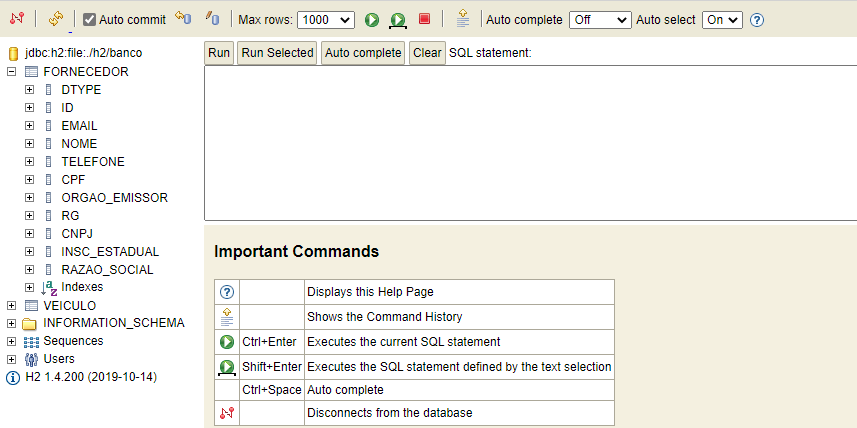 Auto commit Max rows: 1000 Auto complete Off Auto select On
jdbc:h2:file:./h2/banco
FORNECEDOR
DTYPE
ID
EMAIL
NOME
TELEFONE
CPF
ORGAO_EMISSOR
RG
CNPJ
INSC_ESTADUAL
RAZAO_SOCIAL
Indexes
VEICULO
INFORMATION_SCHEMA
Sequences
Users
H2 1.4.200 (2019-10-14)
Run Run Selected Auto complete Clear SQL statement:
Important Commands
Displays this Help Page
Shows the Command History
Ctrl+Enter Executes the current SQL statement
Shift+Enter Executes the SQL statement defined by the text selection
Ctrl+Space Auto complete
Disconnects from the database